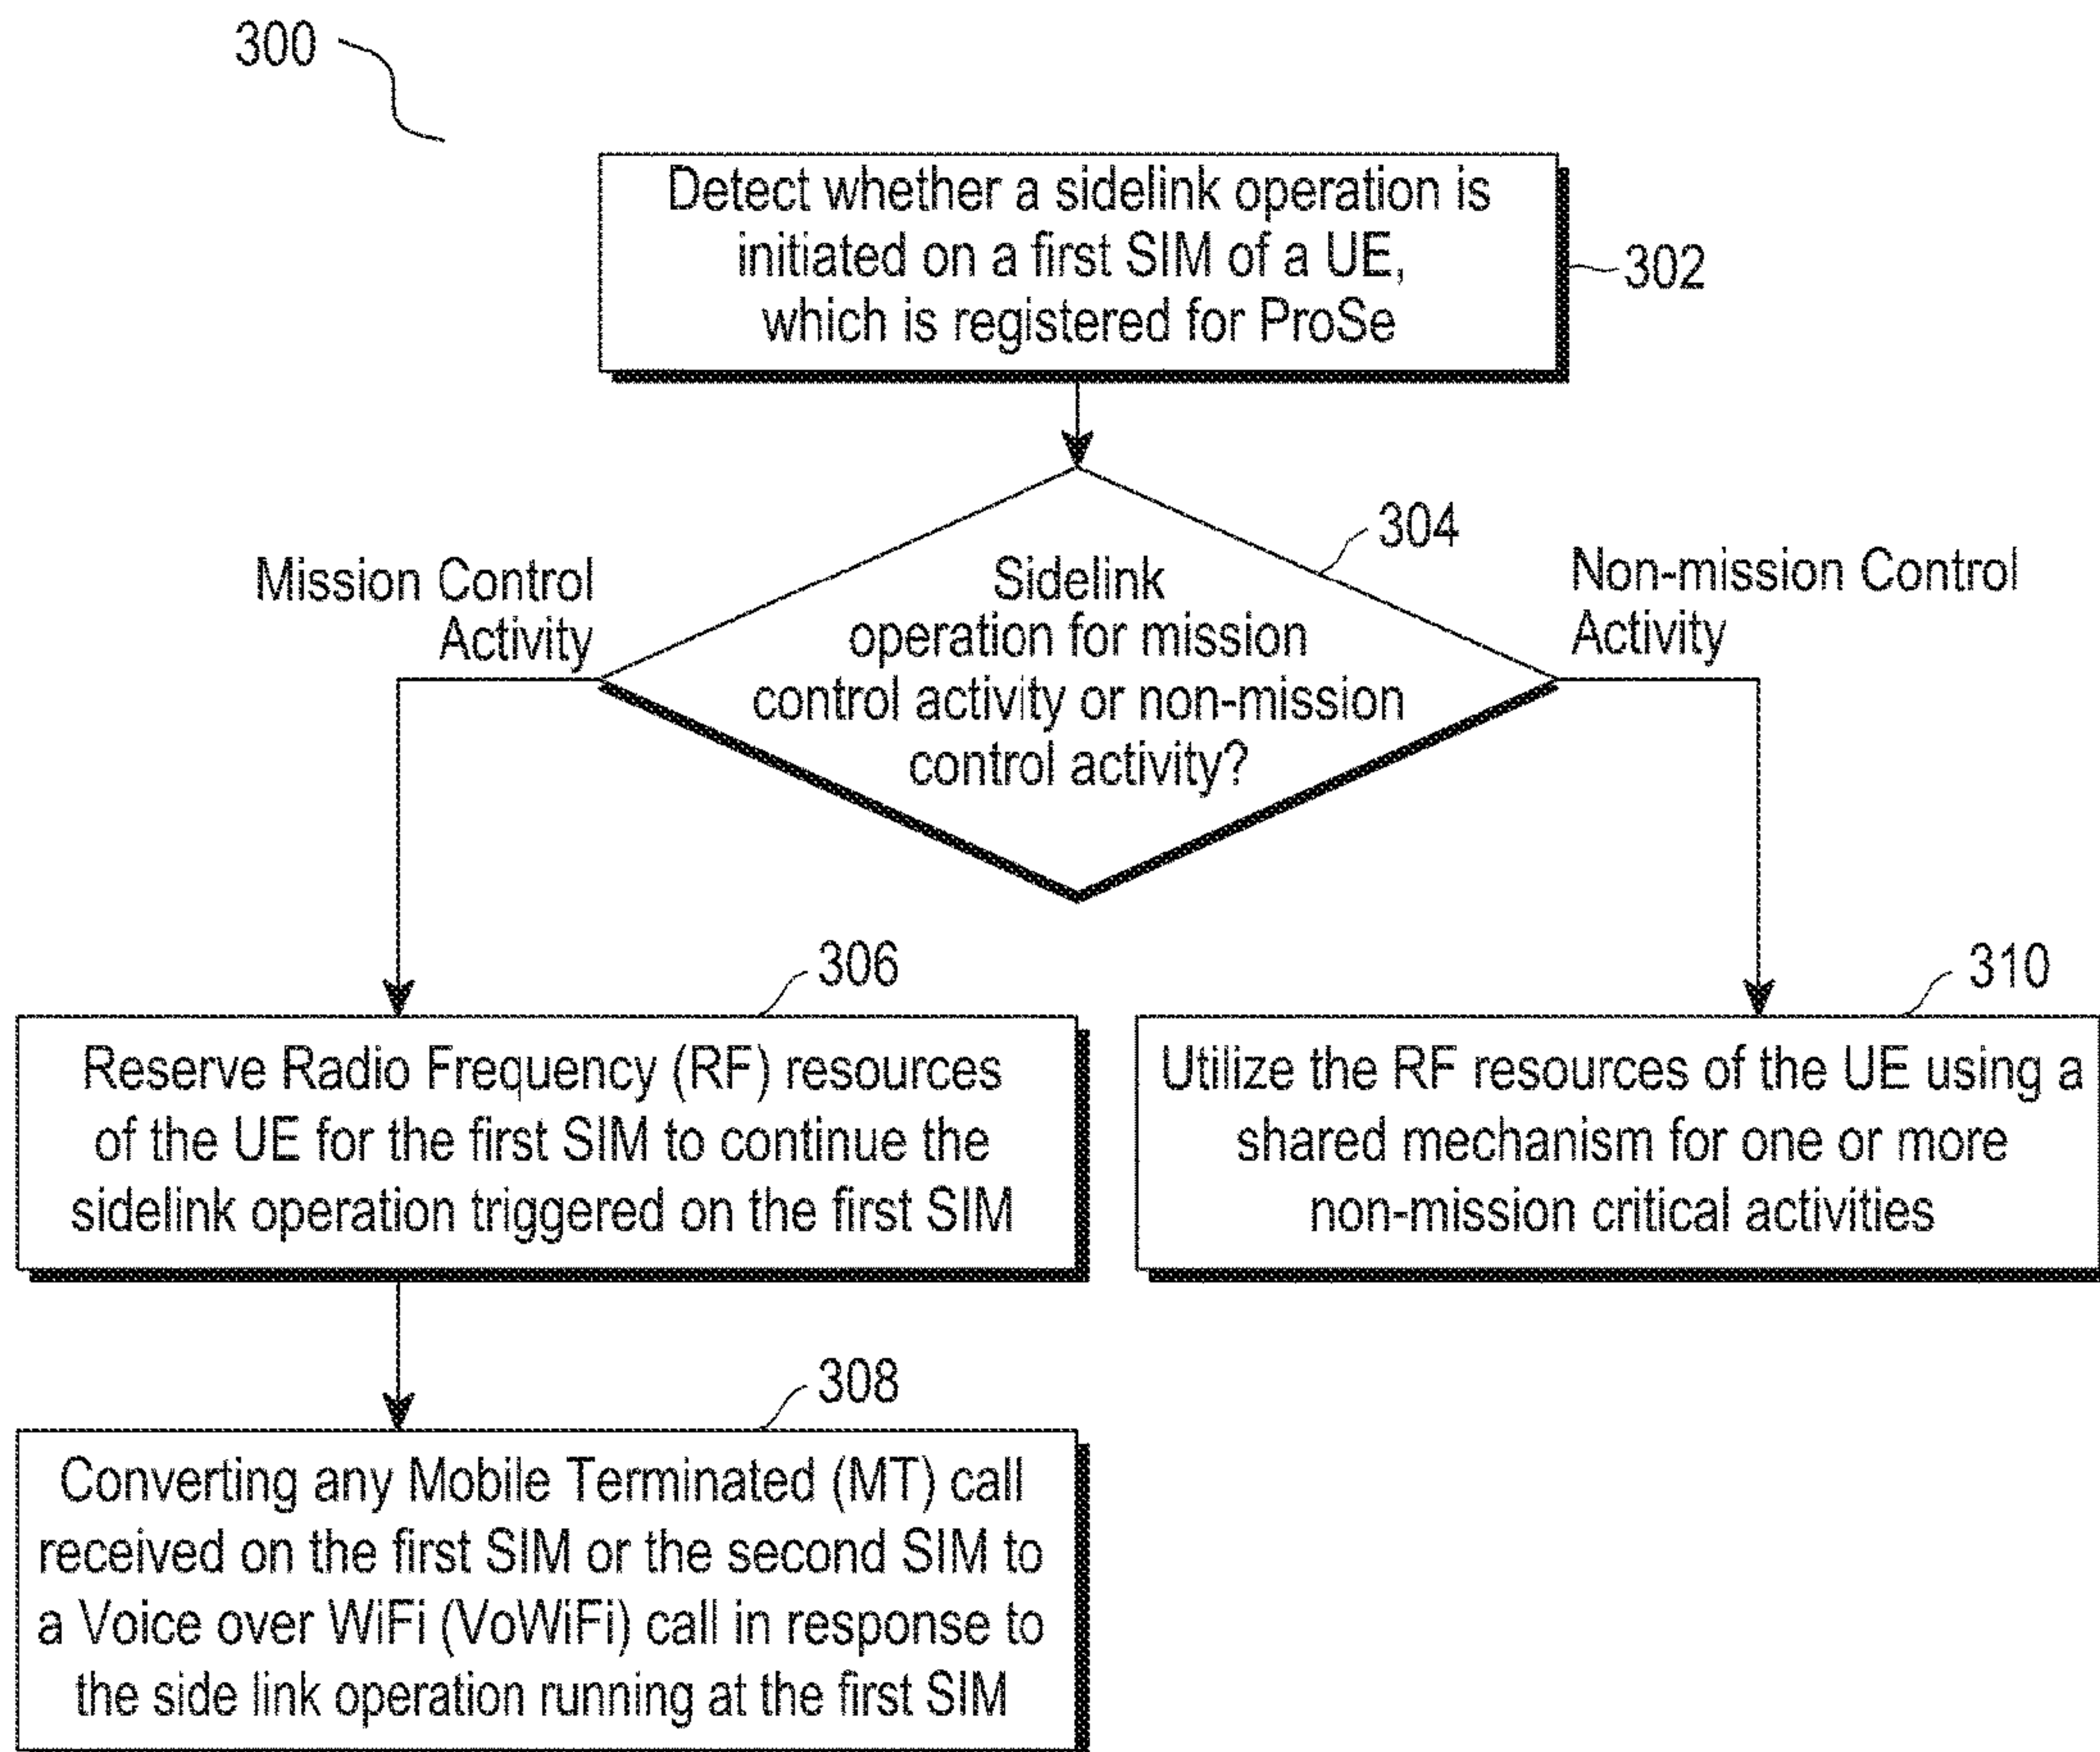 300
Detect whether a sidelink operation is
initiated on a first SIM of a UE,
which is registered for ProSe
302
304
Mission Control
Activity
Sidelink
operation for mission
control activity or non-mission
control activity?
Non-mission Control
Activity
306
Reserve Radio Frequency (RF) resources
of the UE for the first SIM to continue the
sidelink operation triggered on the first SIM
310
Utilize the RF resources of the UE using a
shared mechanism for one or more
non-mission critical activities
308
Converting any Mobile Terminated (MT) call
received on the first SIM or the second SIM to
a Voice over WiFi (VoWiFi) call in response to
the side link operation running at the first SIM